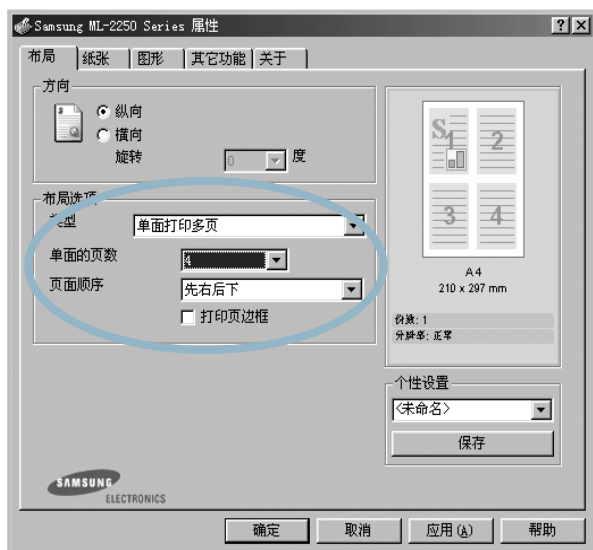 Samsung ML-2250 Series 属性
布局 纸张 图形 其它功能 关于
方向
纵向
横向
旋转 0 度
布局选项
类型 单面打印多页
单面的页数 4
页面顺序 先右后下
打印页边框
S
1 2
3 4
A4
210 x 297 mm
份数: 1
分辨率: 正常
个性设置
<未命名>
保存
SAMSUNG
ELECTRONICS
确定 取消 应用(A) 帮助